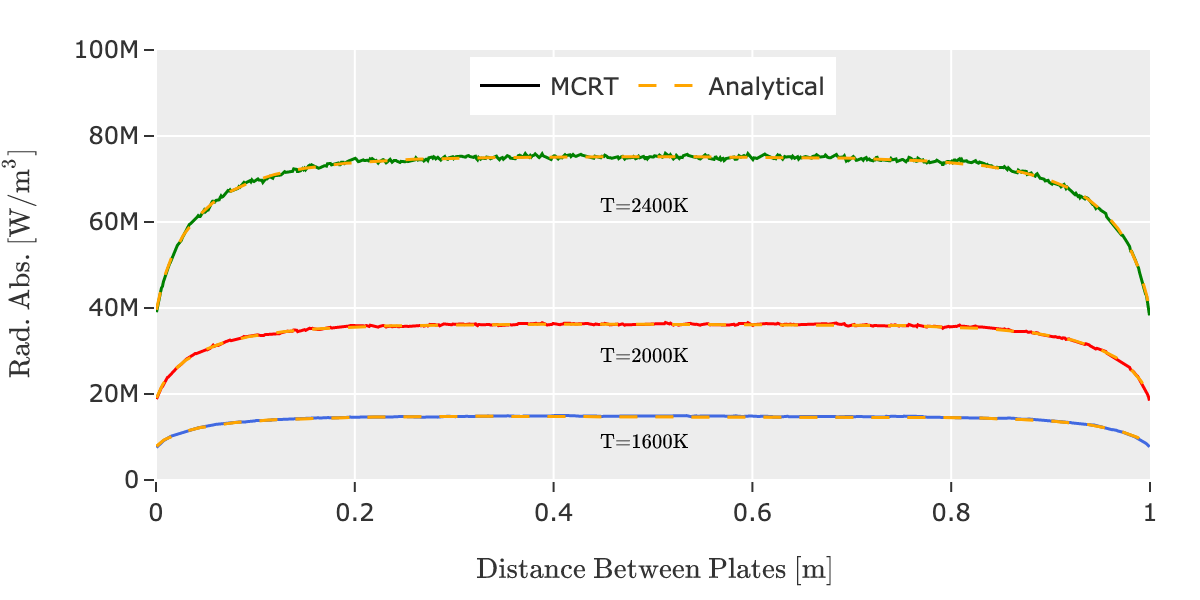 100M
80M
60M
40M
20M
0
Rad. Abs. [W/m³]
MCRT
Analytical
T=2400K
T=2000K
T=1600K
0 0.2 0.4 0.6 0.8 1
Distance Between Plates [m]